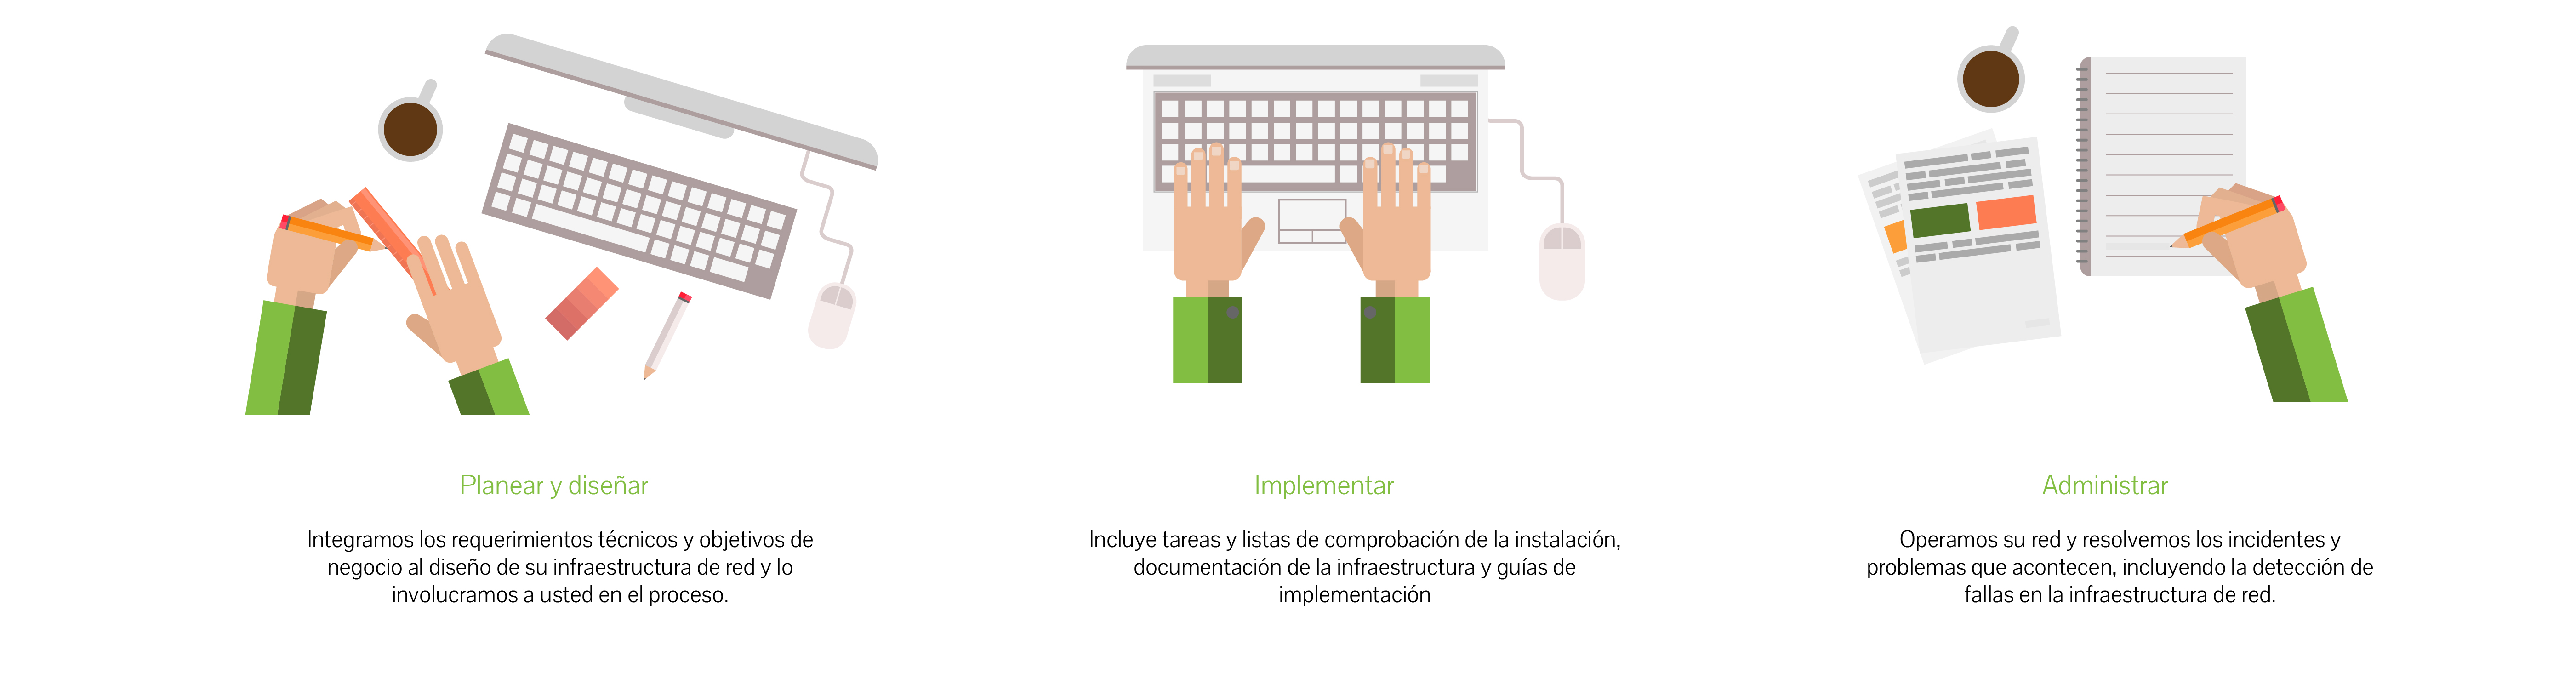 Planear y diseñar
Integramos los requerimientos técnicos y objetivos de
negocio al diseño de su infraestructura de red y lo
involucramos a usted en el proceso.
Implementar
Incluye tareas y listas de comprobación de la instalación,
documentación de la infraestructura y guías de
implementación
Administrar
Operamos su red y resolvemos los incidentes y
problemas que acontecen, incluyendo la detección de
fallas en la infraestructura de red.